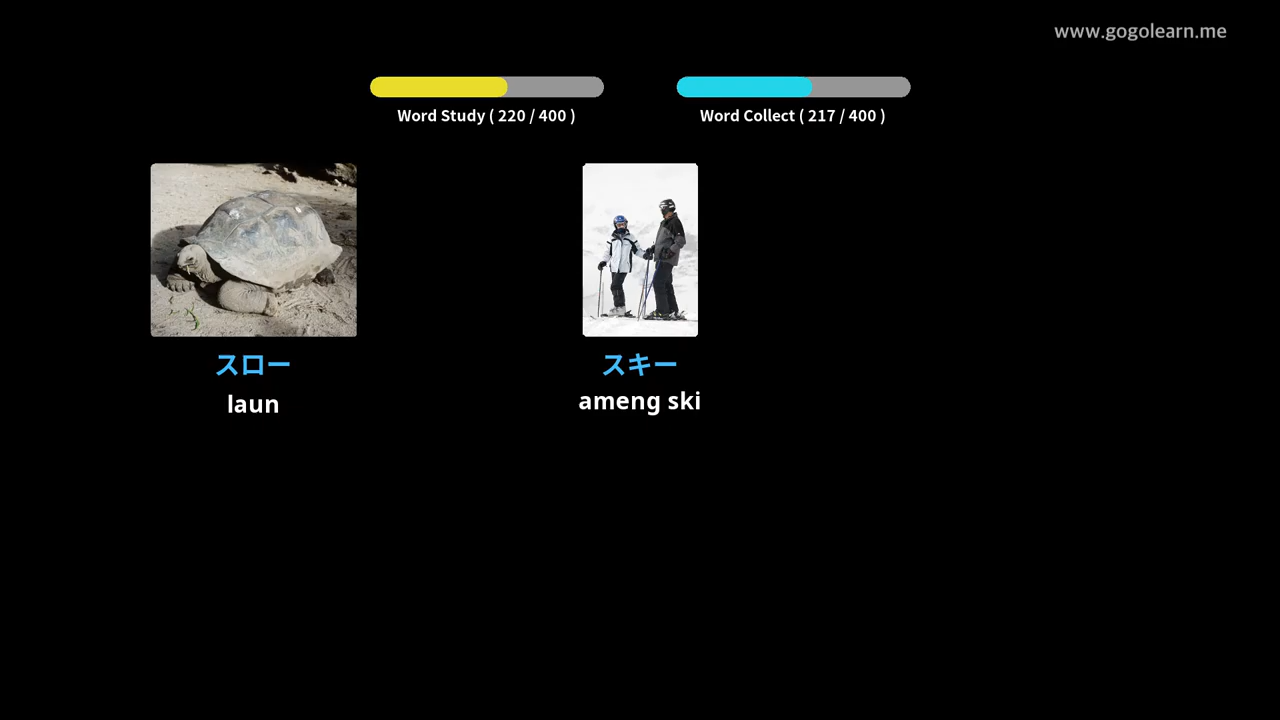 www.gogolearn.me
Word Study ( 220 / 400 )
Word Collect ( 217 / 400 )
スロー
laun
スキー
ameng ski